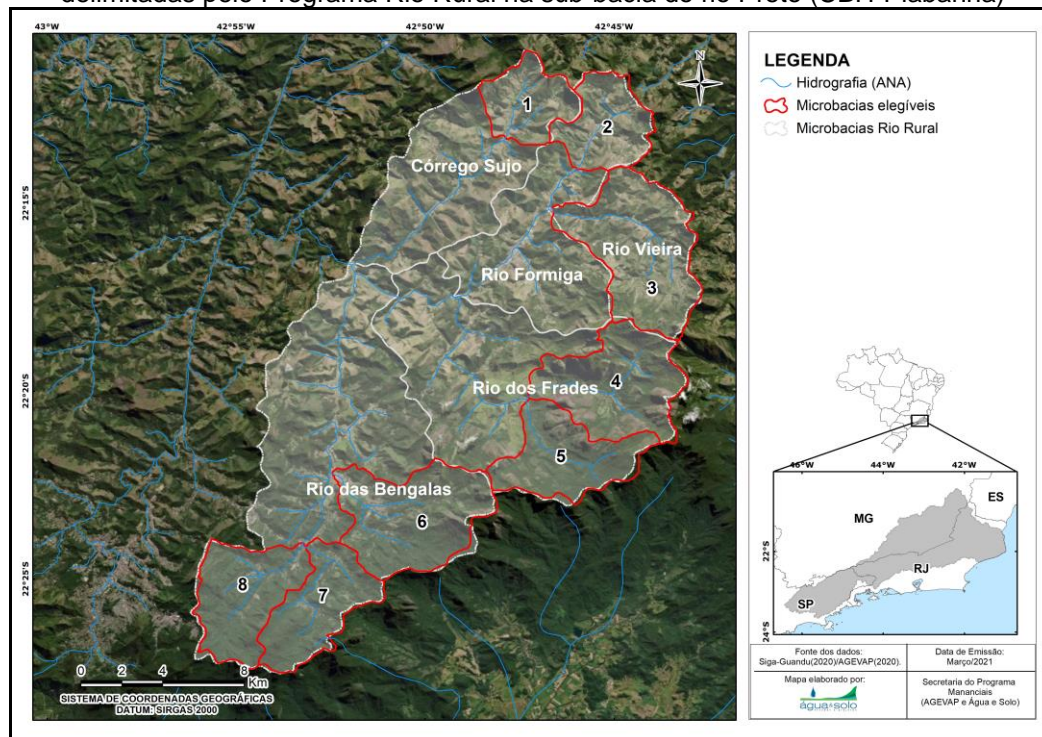 delimitadas pelo Programa Rio Rural na sub-bacia do rio Preto (CBH Piabanha)
43°W
42°55'W
42°50'W
42°45'W
22°15'S
22°20'S
22°25'S
N
1
2
Córrego Sujo
Rio Vieira
Rio Formiga
3
4
Rio dos Frades
5
Rio das Bengalas
6
8
7
0 2 4 8
Km
SISTEMA DE COORDENADAS GEOGRÁFICAS
DATUM: SIRGAS 2000
LEGENDA
Hidrografia (ANA)
Microbacias elegíveis
Microbacias Rio Rural
46°W 44°W 42°W
ES
MG
22°S
RJ
SP
24°S
Fonte dos dados:
Siga-Guandu(2020)/AGEVAP(2020).
Data de Emissão:
Março/2021
Mapa elaborado por:
água&solo
Secretaria do Programa
Mananciais
(AGEVAP e Água e Solo)